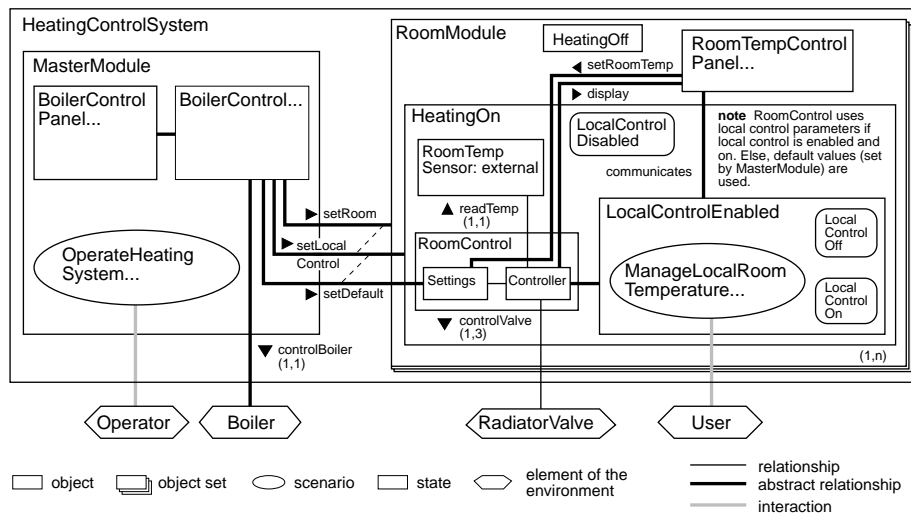 HeatingControlSystem
MasterModule
BoilerControl
Panel...
BoilerControl...
OperateHeating
System...
RoomModule
HeatingOff
RoomTempControl
Panel...
setRoomTemp
display
HeatingOn
LocalControl
Disabled
note RoomControl uses
local control parameters if
local control is enabled and
on. Else, default values (set
by MasterModule) are
used.
RoomTemp
Sensor: external
communicates
readTemp
(1,1)
setRoom
setLocal
Control
setDefault
RoomControl
Settings
Controller
LocalControlEnabled
Local
Control
Off
ManageLocalRoom
Temperature...
Local
Control
On
controlValve
(1,3)
controlBoiler
(1,1)
(1,n)
Operator
Boiler
RadiatorValve
User
object
object set
scenario
state
element of the
environment
relationship
abstract relationship
interaction